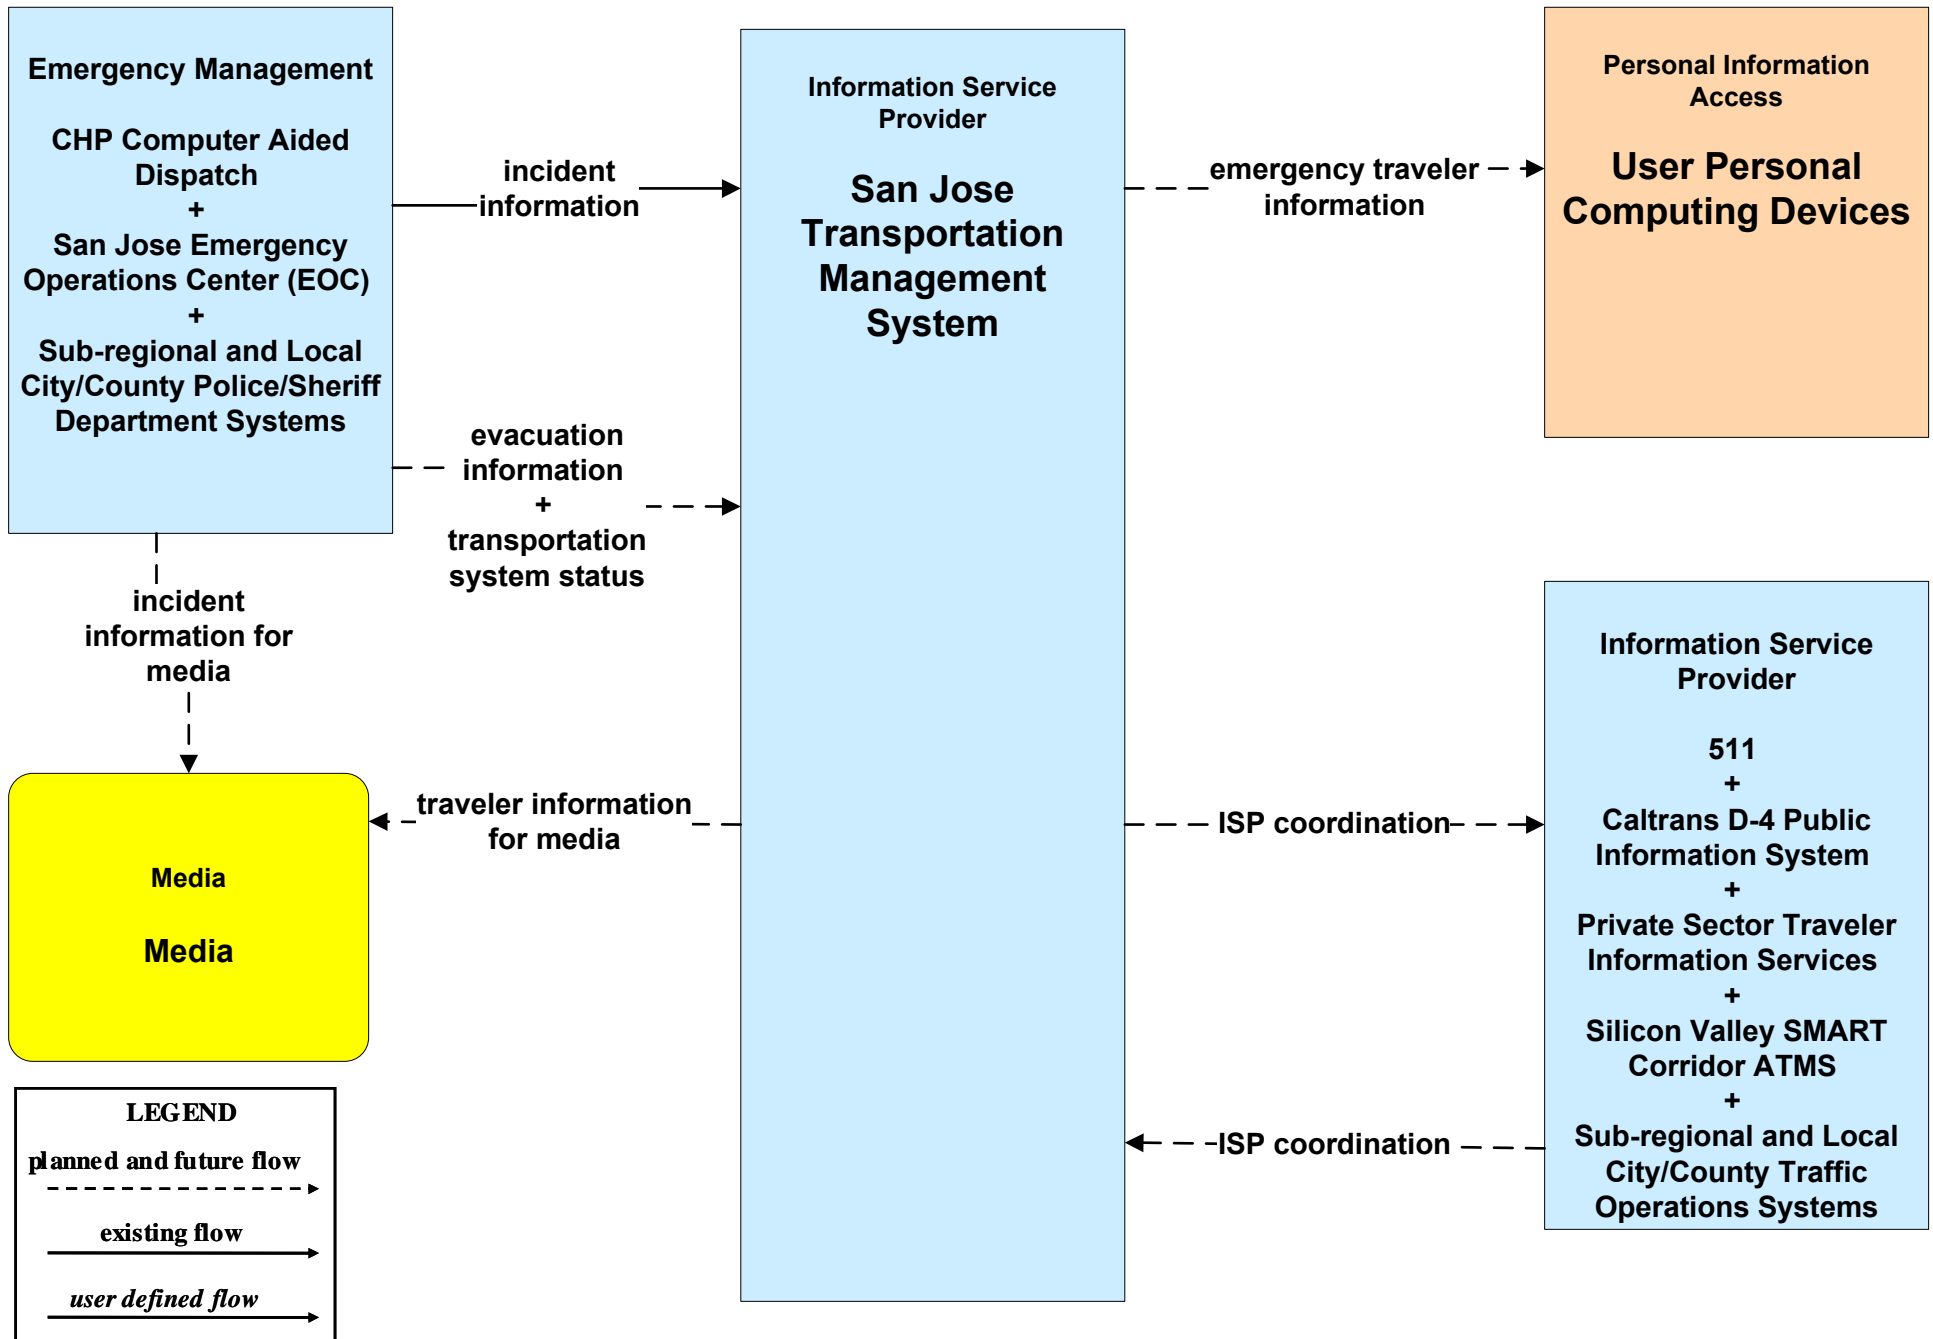 Emergency Management
CHP Computer Aided
Dispatch
+
San Jose Emergency
Operations Center (EOC)
+
Sub-regional and Local
City/County Police/Sheriff
Department Systems
incident
information
evacuation
information
+
transportation
system status
incident
information for
media
Information Service
Provider
San Jose
Transportation
Management
System
emergency traveler
information
Personal Information
Access
User Personal
Computing Devices
Media
Media
traveler information
for media
ISP coordination
ISP coordination
Information Service
Provider
511
+
Caltrans D-4 Public
Information System
+
Private Sector Traveler
Information Services
+
Silicon Valley SMART
Corridor ATMS
+
Sub-regional and Local
City/County Traffic
Operations Systems
LEGEND
planned and future flow
existing flow
user defined flow